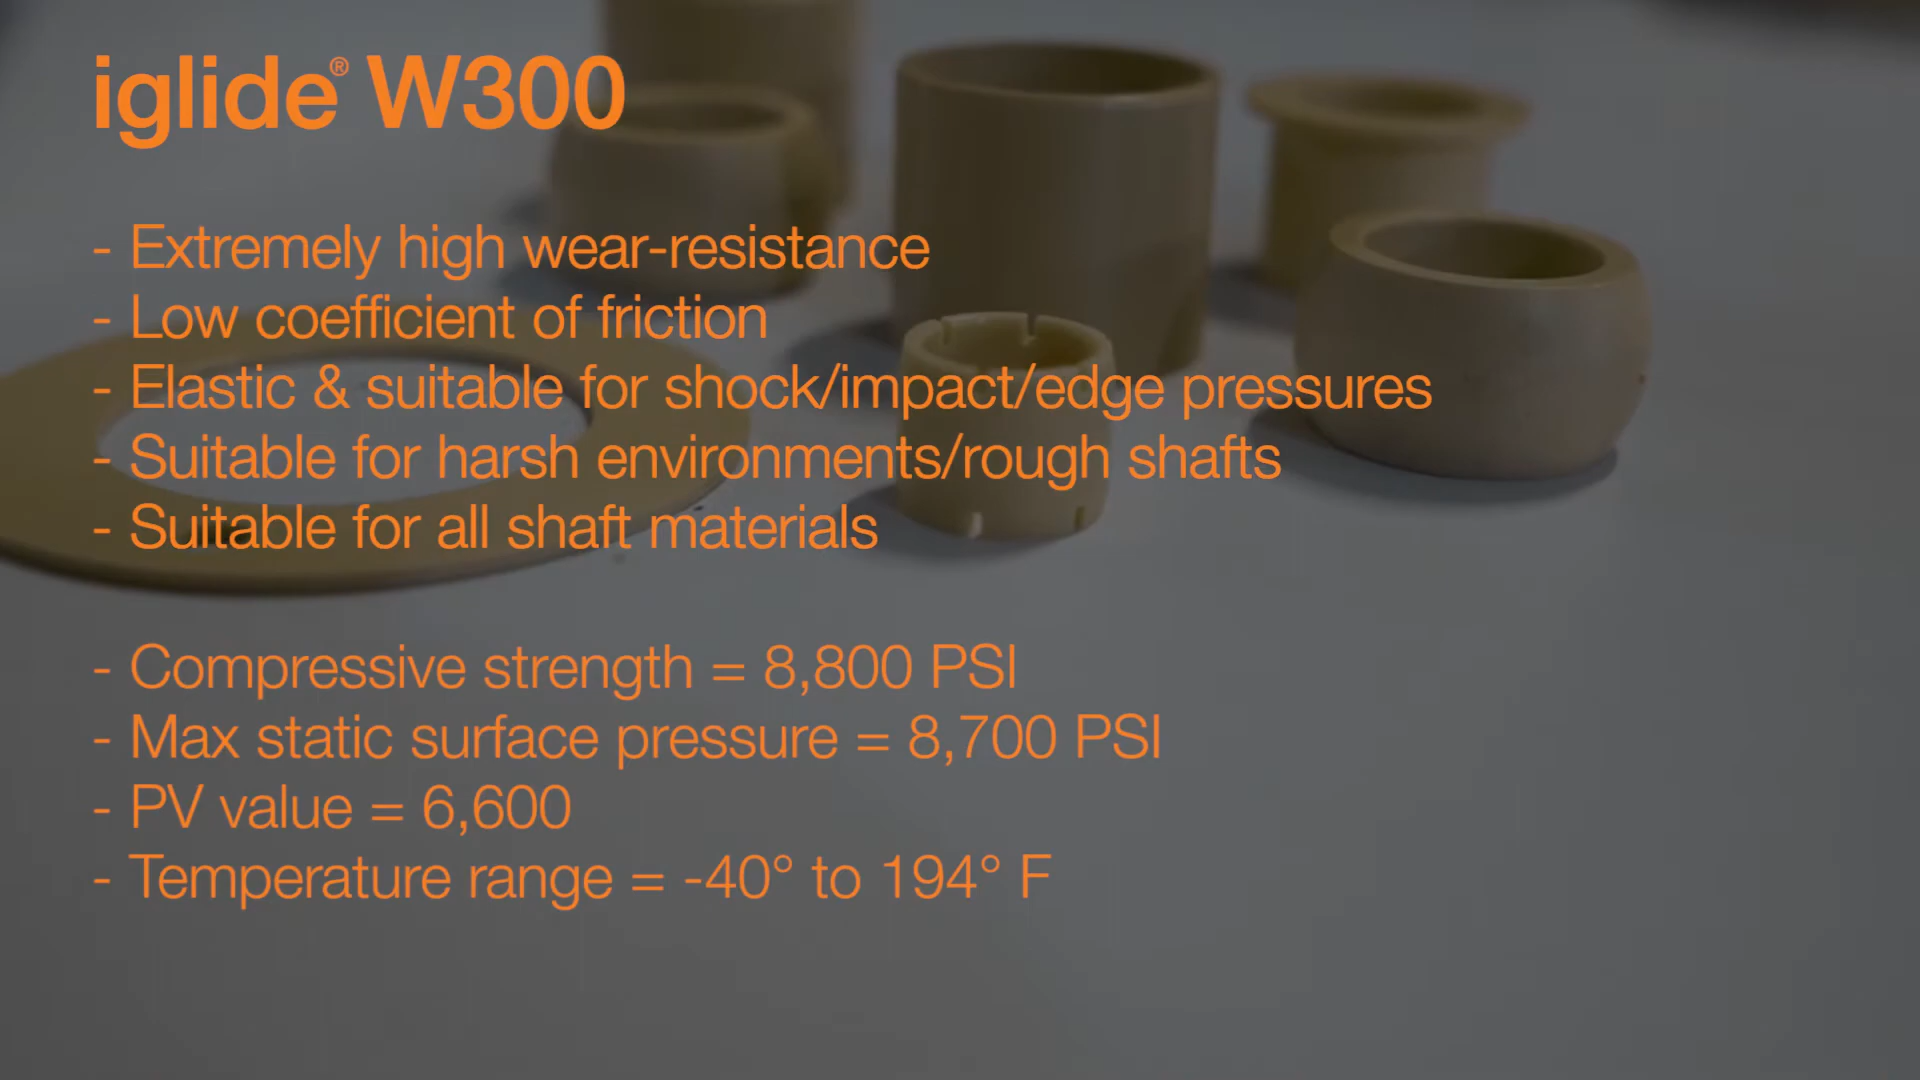 iglide® W300
- Extremely high wear-resistance
- Low coefficient of friction
- Elastic & suitable for shock/impact/edge pressures
- Suitable for harsh environments/rough shafts
- Suitable for all shaft materials
- Compressive strength = 8,800 PSI
- Max static surface pressure = 8,700 PSI
- PV value = 6,600
- Temperature range = -40° to 194° F